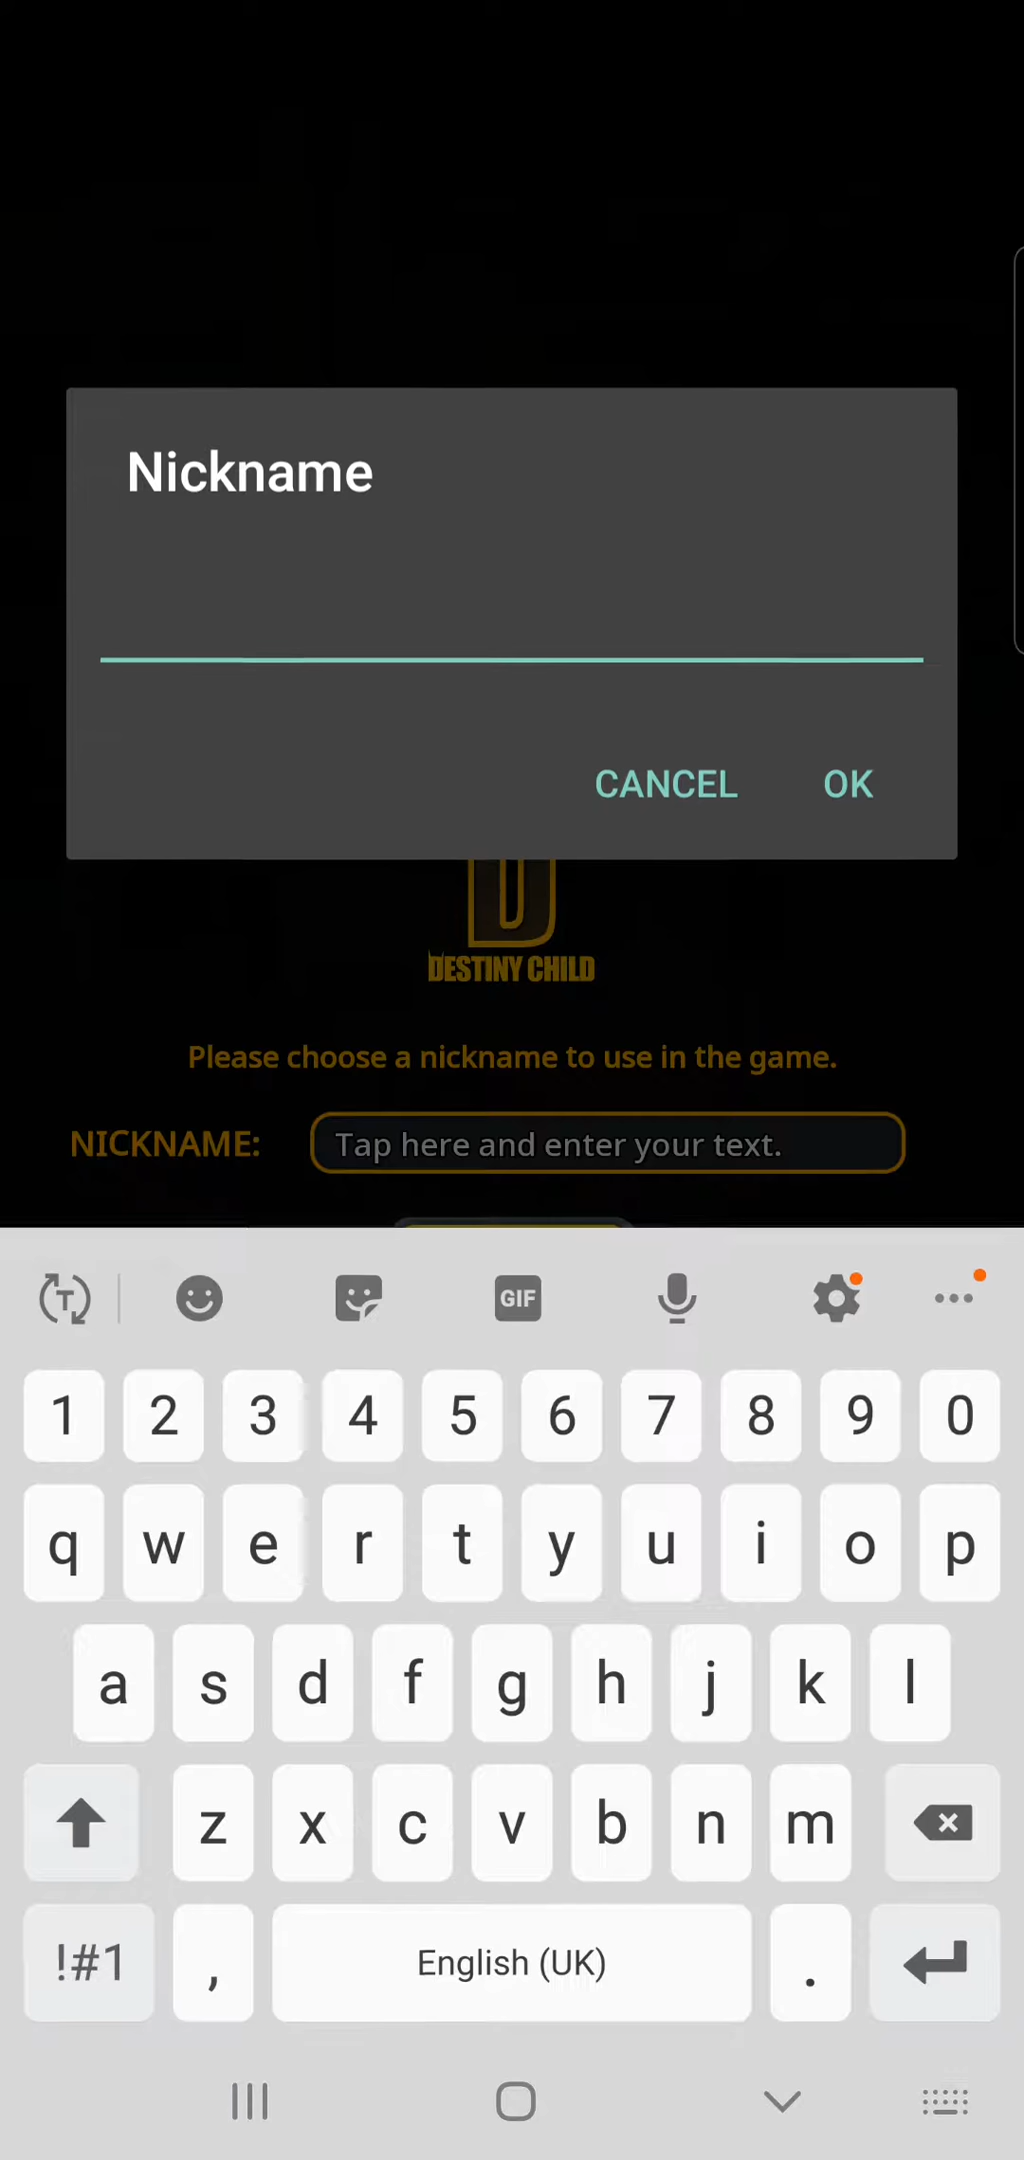 Nickname
CANCEL OK
DESTINY CHILD
Please choose a nickname to use in the game.
NICKNAME: Tap here and enter your text.
T GIF
1 2 3 4 5 6 7 8 9 0
q w e r t y u i o p
a s d f g h j k l
z x c v b n m
!#1 , English (UK) .